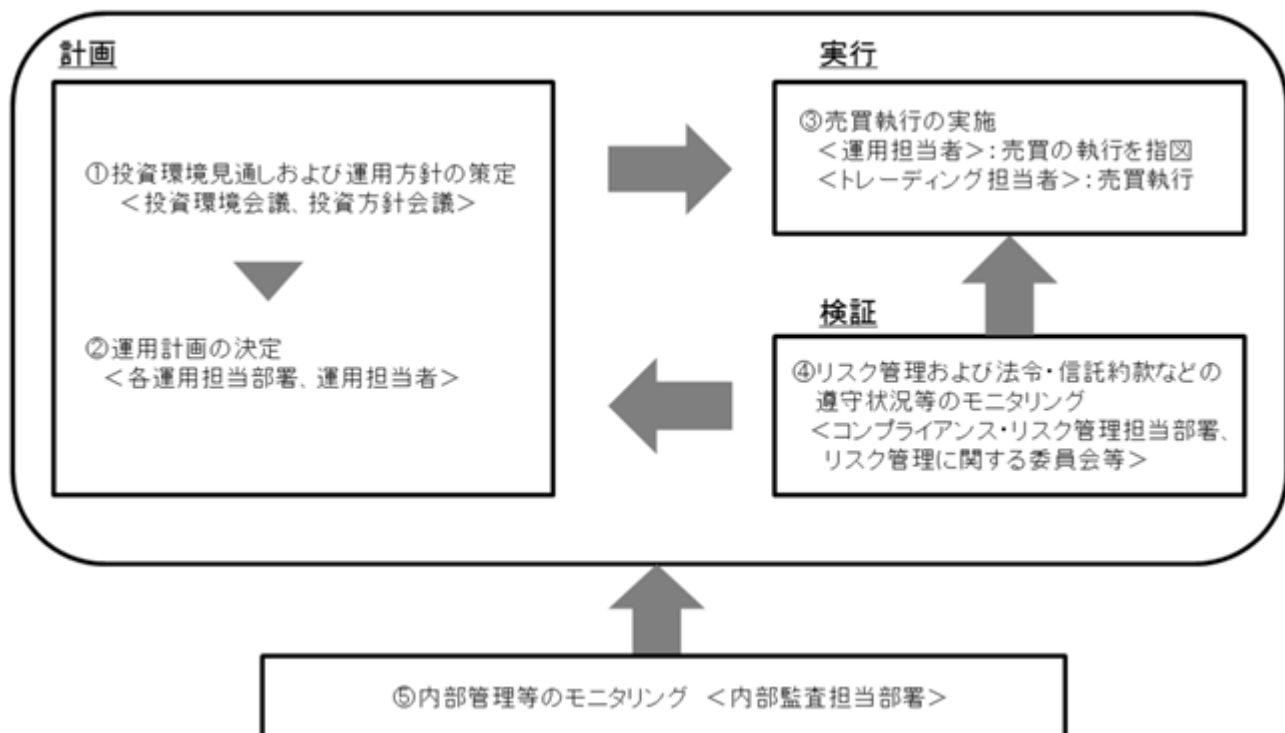 計画
①投資環境見通しおよび運用方針の策定
＜投資環境会議、投資方針会議＞
②運用計画の決定
＜各運用担当部署、運用担当者＞
実行
③売買執行の実施
＜運用担当者＞：売買の執行を指図
＜トレーディング担当者＞：売買執行
検証
④リスク管理および法令・信託約款などの
遵守状況等のモニタリング
＜コンプライアンス・リスク管理担当部署、
リスク管理に関する委員会等＞
⑤内部管理等のモニタリング ＜内部監査担当部署＞